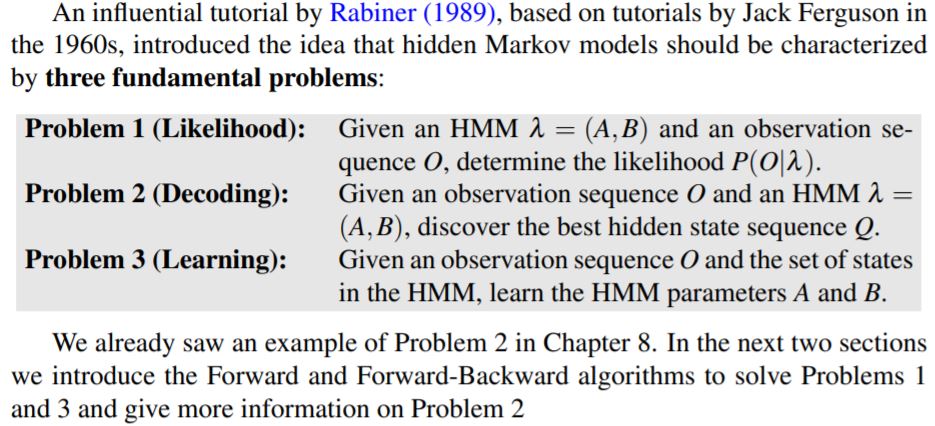 An influential tutorial by Rabiner (1989), based on tutorials by Jack Ferguson in
the 1960s, introduced the idea that hidden Markov models should be characterized
by three fundamental problems:
Problem 1 (Likelihood): Given an HMM λ = (A,B) and an observation se-
quence O, determine the likelihood P(O|λ).
Problem 2 (Decoding): Given an observation sequence O and an HMM λ =
(A,B), discover the best hidden state sequence Q.
Problem 3 (Learning): Given an observation sequence O and the set of states
in the HMM, learn the HMM parameters A and B.
We already saw an example of Problem 2 in Chapter 8. In the next two sections
we introduce the Forward and Forward-Backward algorithms to solve Problems 1
and 3 and give more information on Problem 2